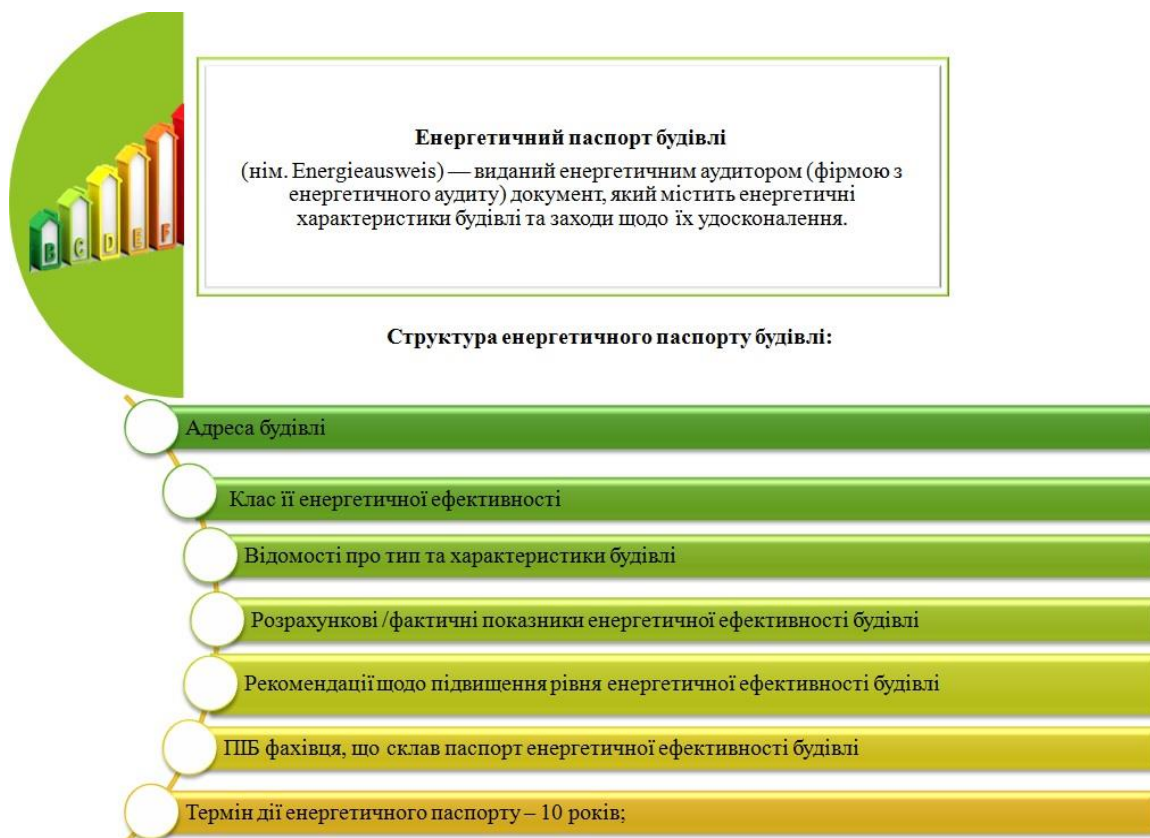 B C D E F
Енергетичний паспорт будівлі
(нім. Energieausweis) — виданий енергетичним аудитором (фірмою з
енергетичного аудиту) документ, який містить енергетичні
характеристики будівлі та заходи щодо їх удосконалення.
Структура енергетичного паспорту будівлі:
Адреса будівлі
Клас її енергетичної ефективності
Відомості про тип та характеристики будівлі
Розрахункові /фактичні показники енергетичної ефективності будівлі
Рекомендації щодо підвищення рівня енергетичної ефективності будівлі
ПІБ фахівця, що склав паспорт енергетичної ефективності будівлі
Термін дії енергетичного паспорту – 10 років;